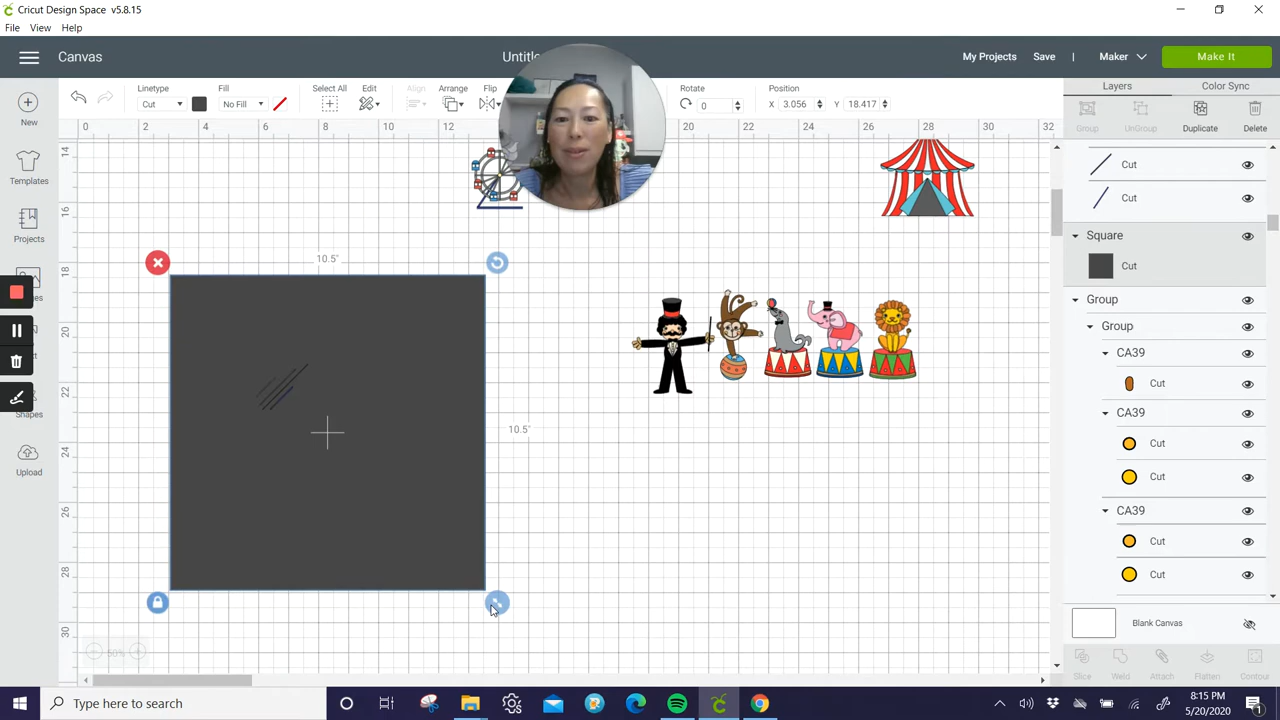 Cricut Design Space v5.8.15
File View Help
Canvas
Untitle
My Projects Save | Maker Make It
Linetype Fill Select All Align Edit Arrange Flip Rotate Position
Cut No Fill 0 X 3.056 Y 18.417
Layers Color Sync
Group UnGroup Duplicate Delete
New
Templates
Projects
Shapes
Upload
0 2 4 6 8 10 12 20 22 24 26 28 30 32
14
16
18
20
22
24
26
28
30
10.5"
10.5"
50%
Cut
Cut
Square
Cut
Group
Group
CA39
Cut
CA39
Cut
Cut
CA39
Cut
Cut
Blank Canvas
Slice Weld Attach Flatten Contour
Type here to search
8:15 PM
5/20/2020